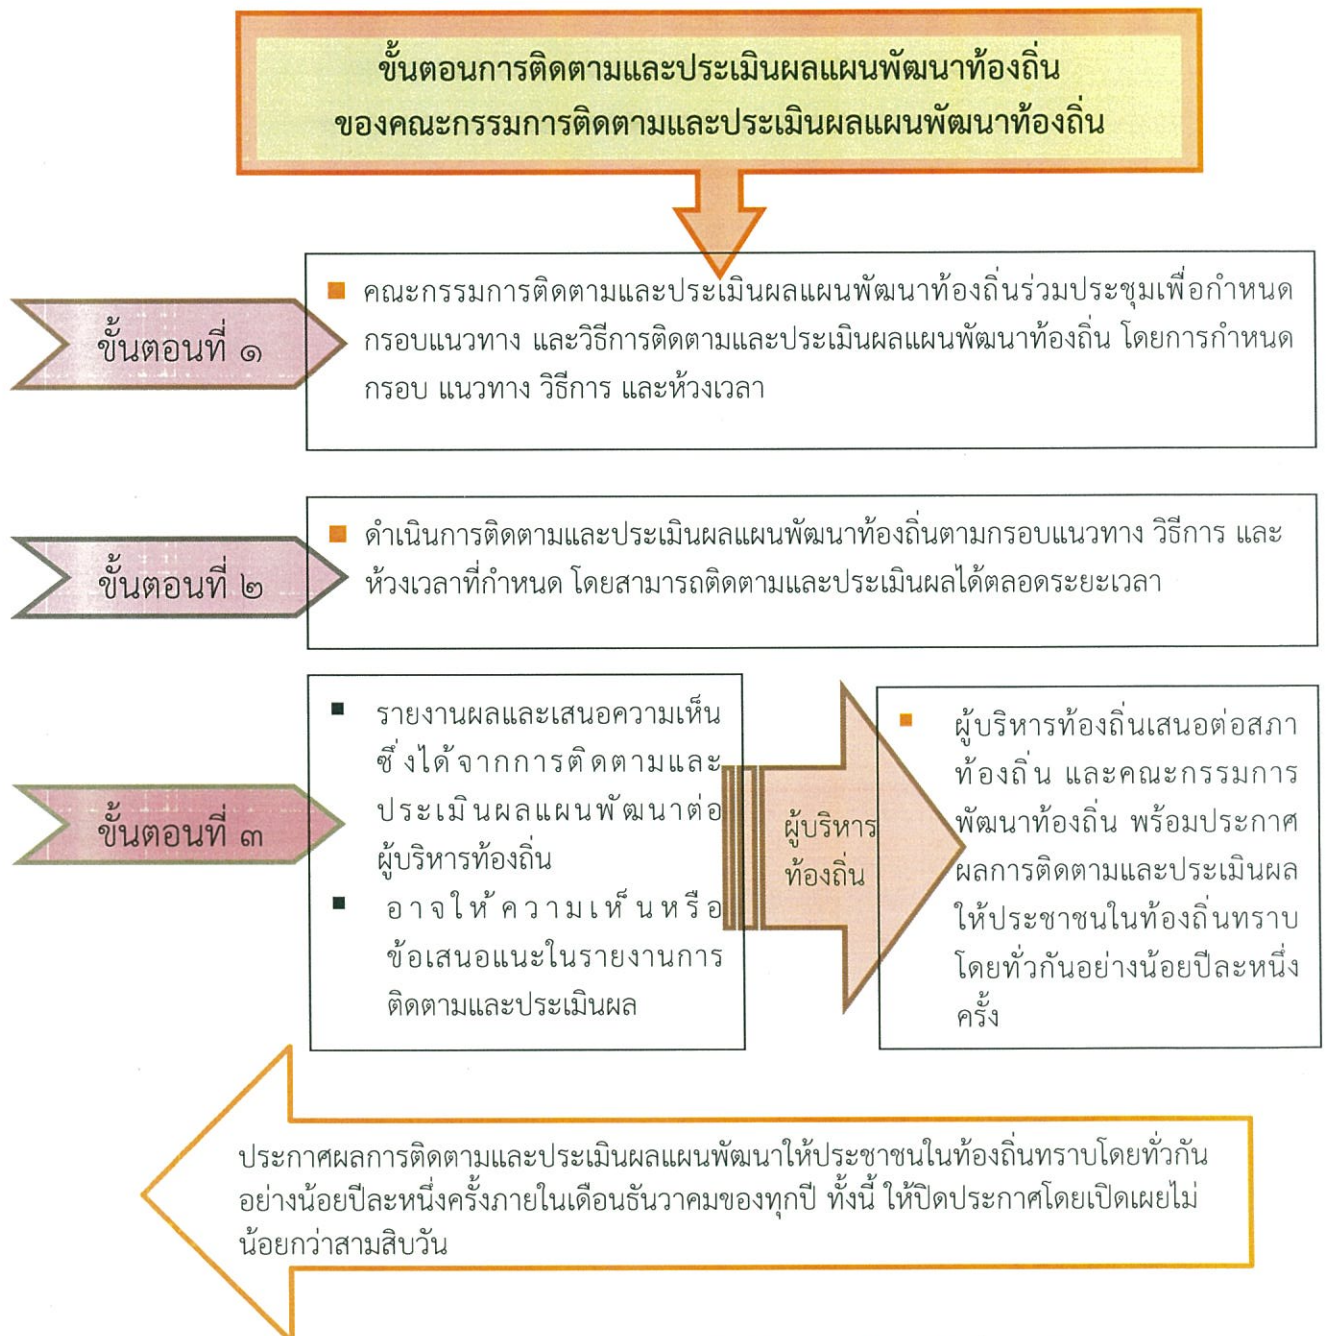 ขั้นตอนการติดตามและประเมินผลแผนพัฒนาท้องถิ่น
ของคณะกรรมการติดตามและประเมินผลแผนพัฒนาท้องถิ่น
ขั้นตอนที่ ๑
■ คณะกรรมการติดตามและประเมินผลแผนพัฒนาท้องถิ่นร่วมประชุมเพื่อกำหนด
กรอบแนวทาง และวิธีการติดตามและประเมินผลแผนพัฒนาท้องถิ่น โดยการกำหนด
กรอบ แนวทาง วิธีการ และห้วงเวลา
ขั้นตอนที่ ๒
■ ดำเนินการติดตามและประเมินผลแผนพัฒนาท้องถิ่นตามกรอบแนวทาง วิธีการ และ
ห้วงเวลาที่กำหนด โดยสามารถติดตามและประเมินผลได้ตลอดระยะเวลา
ขั้นตอนที่ ๓
■ รายงานผลและเสนอความเห็น
ซึ่งได้จากการติดตามและ
ประเมินผลแผนพัฒนาต่อ
ผู้บริหารท้องถิ่น
■ อาจให้ความเห็นหรือ
ข้อเสนอแนะในรายงานการ
ติดตามและประเมินผล
ผู้บริหาร
ท้องถิ่น
■ ผู้บริหารท้องถิ่นเสนอต่อสภา
ท้องถิ่น และคณะกรรมการ
พัฒนาท้องถิ่น พร้อมประกาศ
ผลการติดตามและประเมินผล
ให้ประชาชนในท้องถิ่นทราบ
โดยทั่วกันอย่างน้อยปีละหนึ่ง
ครั้ง
ประกาศผลการติดตามและประเมินผลแผนพัฒนาให้ประชาชนในท้องถิ่นทราบโดยทั่วกัน
อย่างน้อยปีละหนึ่งครั้งภายในเดือนธันวาคมของทุกปี ทั้งนี้ ให้ปิดประกาศโดยเปิดเผยไม่
น้อยกว่าสามสิบวัน